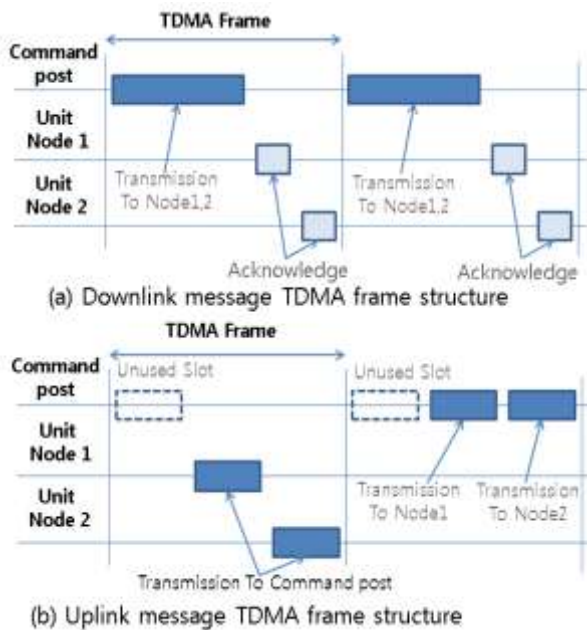 TDMA Frame
Command
post
Unit
Node 1
Unit
Node 2
Transmission
To Node1,2
Transmission
To Node1,2
Acknowledge
Acknowledge
(a) Downlink message TDMA frame structure
TDMA Frame
Command
post
Unused Slot
Unused Slot
Unit
Node 1
Unit
Node 2
Transmission
To Node1
Transmission
To Node2
Transmission To Command post
(b) Uplink message TDMA frame structure